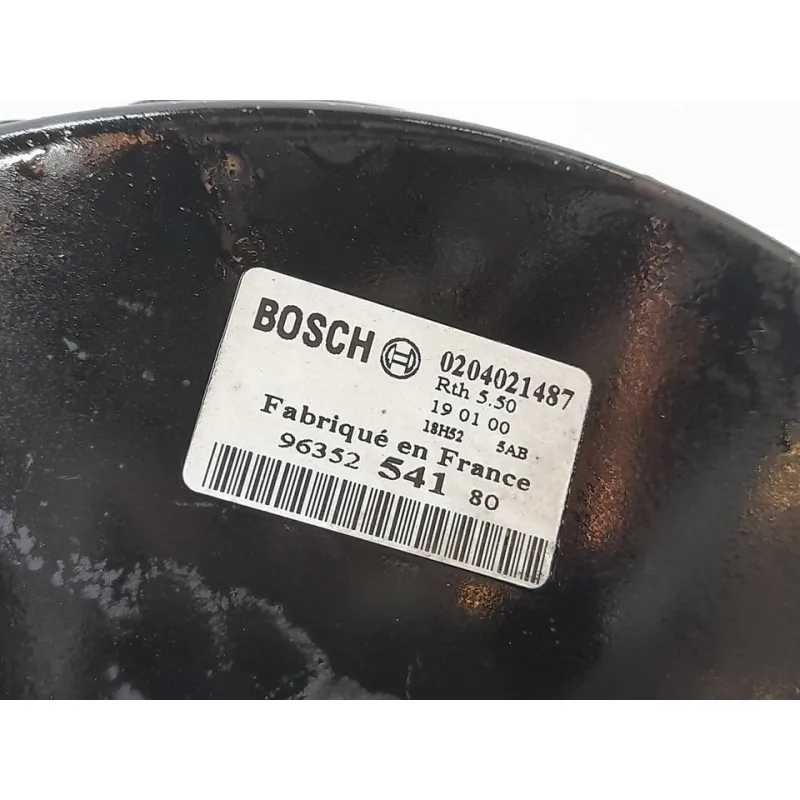 BOSCH 0204021487
Rth 5.50
19 01 00
18H52 5AB
Fabriqué en France
96352 541 80